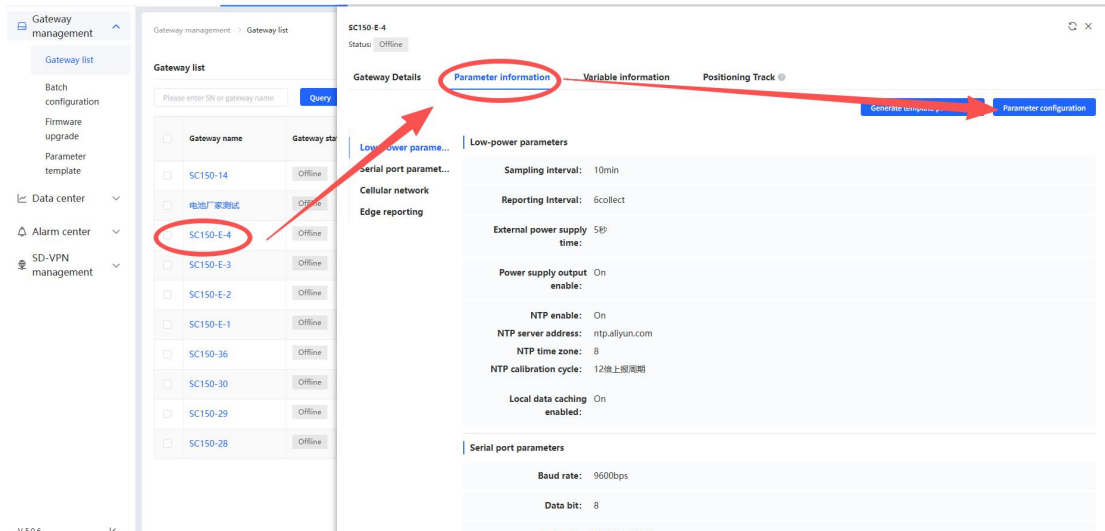 Gateway
management
Gateway list
Batch
configuration
Firmware
upgrade
Parameter
template
Data center
Alarm center
SD-VPN
management
Gateway management > Gateway list
Gateway list
Please enter SN or gateway name
Query
Gateway name
SC150-14 Offline
电池厂家测试
SC150-E-4 Offline
SC150-E-3 Offline
SC150-E-2 Offline
SC150-E-1 Offline
SC150-36 Offline
SC150-30 Offline
SC150-29 Offline
SC150-28 Offline
SC150-E-4
Status: Offline
Gateway Details Parameter information Variable information Positioning Track
Parameter configuration
Serial port paramet...
Cellular network
Edge reporting
Low-power parameters
Sampling interval: 10min
Reporting Interval: 6collect
External power supply 5秒
time:
Power supply output On
enable:
NTP enable: On
NTP server address: ntp.aliyun.com
NTP time zone: 8
NTP calibration cycle: 12倍上报周期
Local data caching On
enabled:
Serial port parameters
Baud rate: 9600bps
Data bit: 8